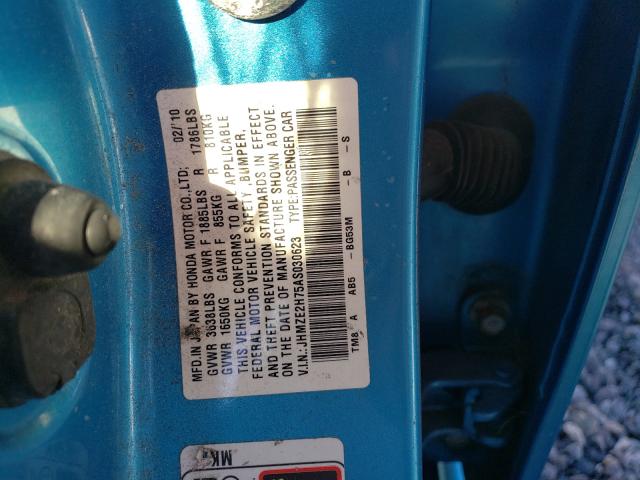 MFD.IN JAPAN BY HONDA MOTOR CO.,LTD; 02/'10
GVWR 3638LBS GAWR F 1885LBS R 1786LBS
GVWR 1650KG GAWR F 855KG R 810KG
THIS VEHICLE CONFORMS TO ALL APPLICABLE
FEDERAL MOTOR VEHICLE SAFETY, BUMPER,
AND THEFT PREVENTION STANDARDS IN EFFECT
ON THE DATE OF MANUFACTURE SHOWN ABOVE.
V.I.N.: JHMZE2H75AS030623 TYPE:PASSENGER CAR
TM8 A AB5 -BG53M -B -S